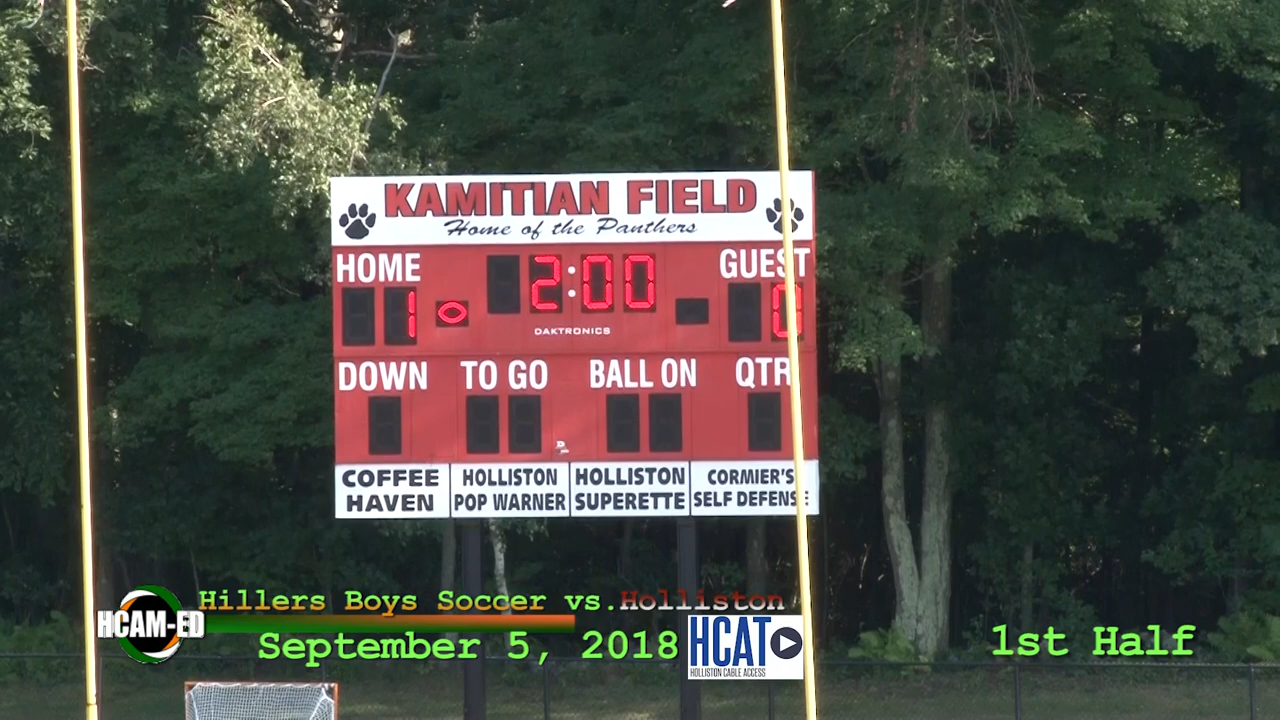 KAMITIAN FIELD
Home of the Panthers
HOME 2:00 GUEST
1 0
DAKTRONICS
DOWN TO GO BALL ON QTR
COFFEE HAVEN
HOLLISTON POP WARNER
HOLLISTON SUPERETTE
CORMIER'S SELF DEFENSE
HCAM-ED
Hillers Boys Soccer vs.Holliston
September 5, 2018
HCAT
HOLLISTON CABLE ACCESS
1st Half